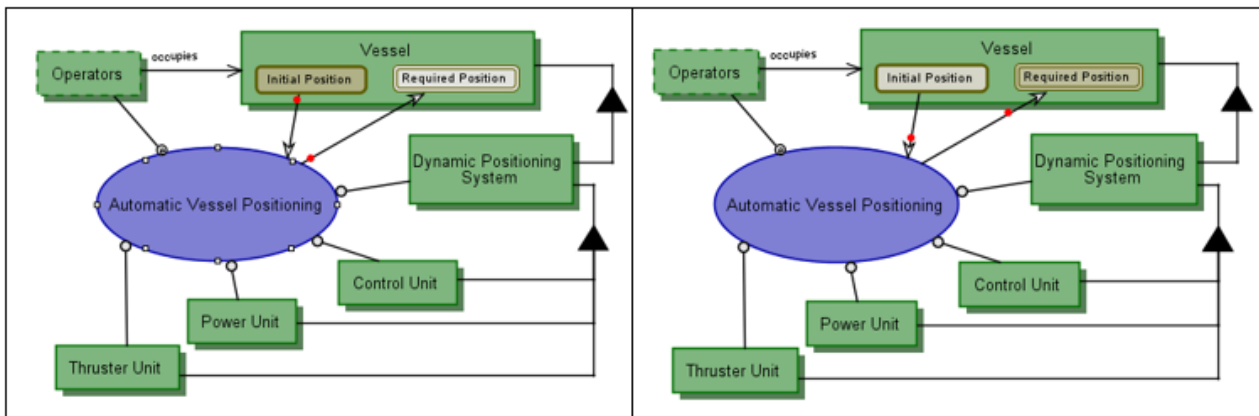 occupies
Vessel
Operators
Initial Position
Required Position
Dynamic Positioning
System
Automatic Vessel Positioning
Control Unit
Power Unit
Thruster Unit
occupies
Vessel
Operators
Initial Position
Required Position
Dynamic Positioning
System
Automatic Vessel Positioning
Control Unit
Power Unit
Thruster Unit